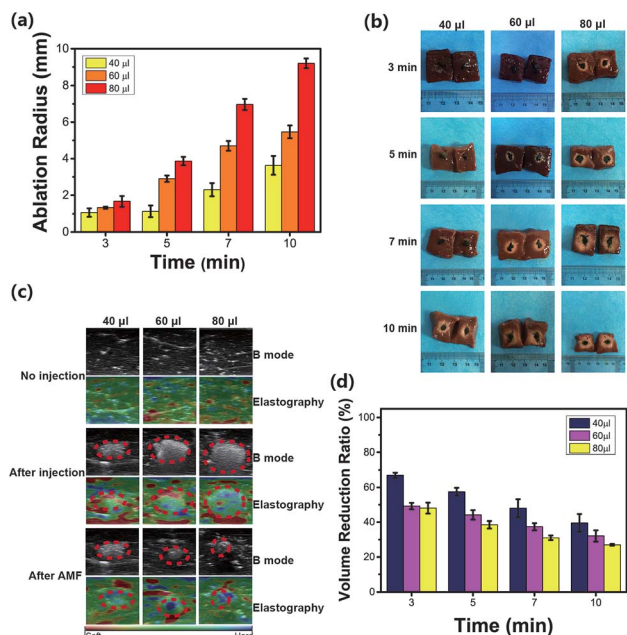 (a)
Ablation Radius (mm)
10
8
6
4
2
0
40 µl
60 µl
80 µl
3 5 7 10
Time (min)
(b)
40 µl 60 µl 80 µl
3 min
5 min
7 min
10 min
(c)
40 µl 60 µl 80 µl
No injection
B mode
Elastography
After injection
B mode
Elastography
After AMF
B mode
Elastography
(d)
Volume Reduction Ratio (%)
100
80
60
40
20
0
40µl
60µl
80µl
3 5 7 10
Time (min)